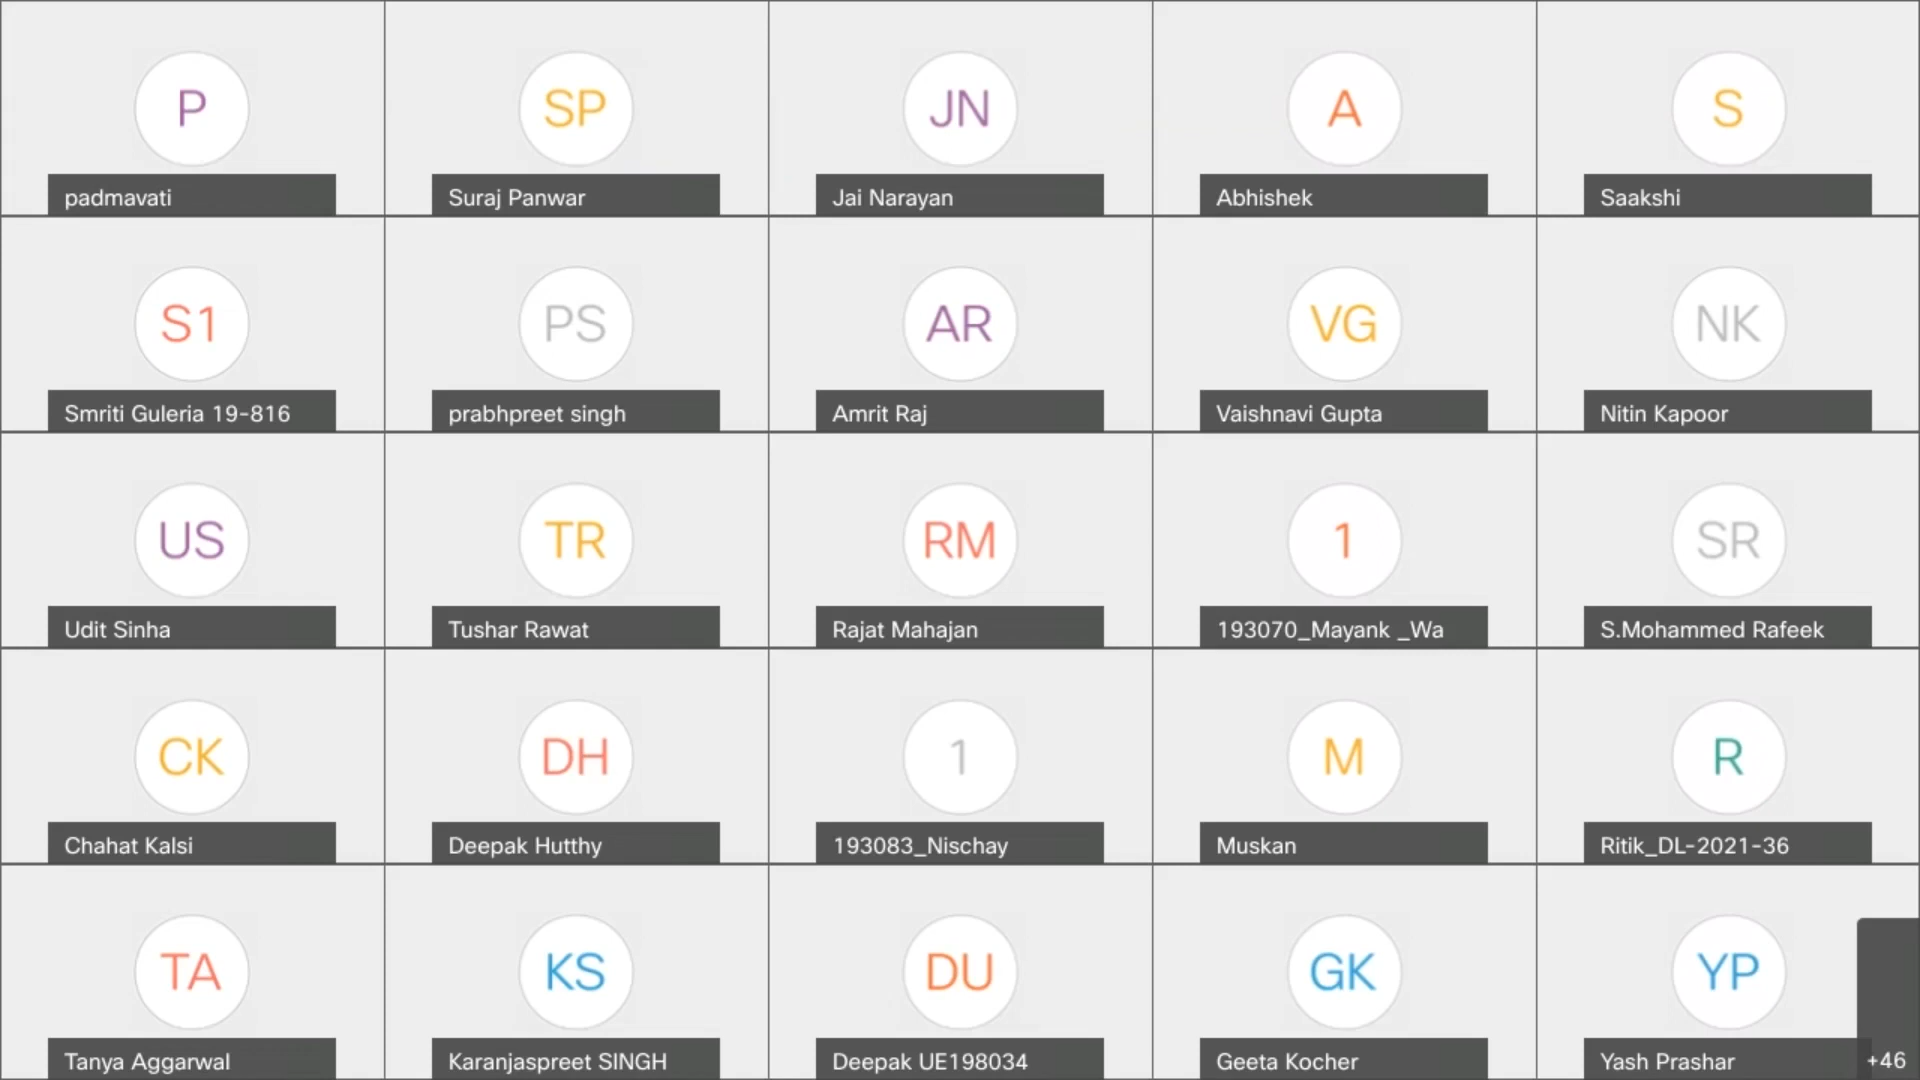 P
padmavati
SP
Suraj Panwar
JN
Jai Narayan
A
Abhishek
S
Saakshi
S1
Smriti Guleria 19-816
PS
prabhpreet singh
AR
Amrit Raj
VG
Vaishnavi Gupta
NK
Nitin Kapoor
US
Udit Sinha
TR
Tushar Rawat
RM
Rajat Mahajan
1
193070_Mayank _Wa
SR
S.Mohammed Rafeek
CK
Chahat Kalsi
DH
Deepak Hutthy
1
193083_Nischay
M
Muskan
R
Ritik_DL-2021-36
TA
Tanya Aggarwal
KS
Karanjaspreet SINGH
DU
Deepak UE198034
GK
Geeta Kocher
YP
Yash Prashar
+46